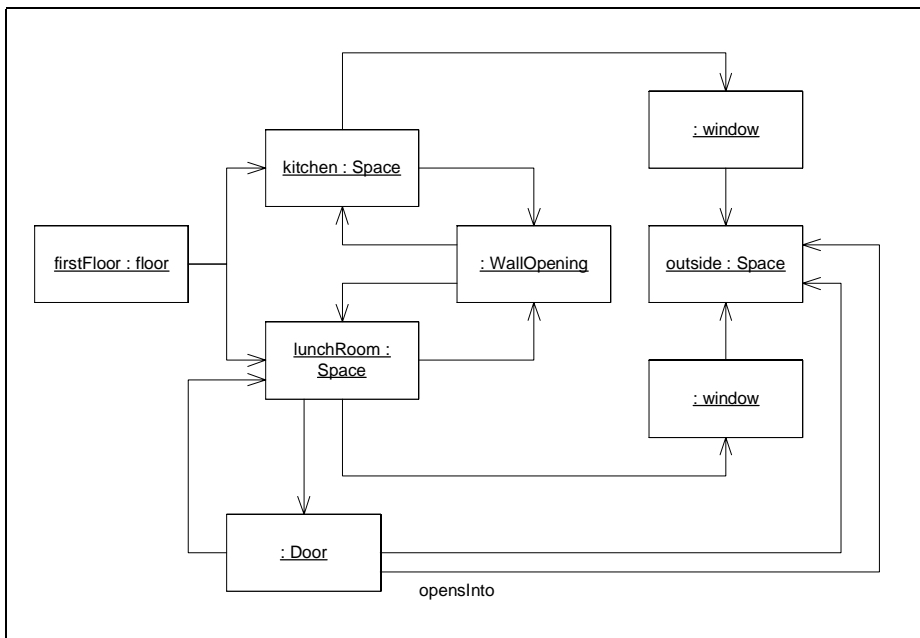 : window
kitchen : Space
firstFloor : floor
: WallOpening
outside : Space
lunchRoom :
Space
: window
: Door
opensInto